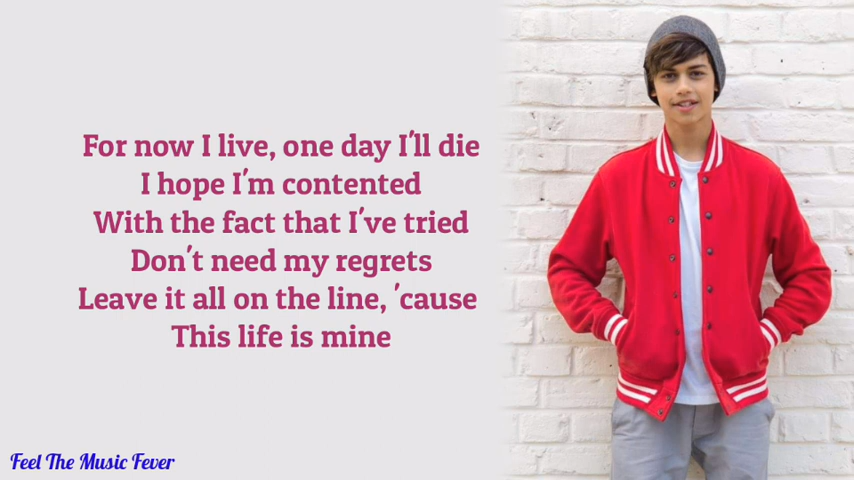 For now I live, one day I'll die
I hope I'm contented
With the fact that I've tried
Don't need my regrets
Leave it all on the line, 'cause
This life is mine
Feel The Music Fever